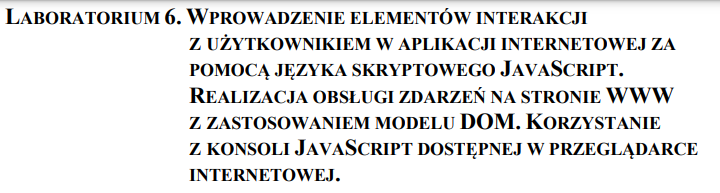 LABORATORIUM 6. WPROWADZENIE ELEMENTÓW INTERAKCJI
Z UŻYTKOWNIKIEM W APLIKACJI INTERNETOWEJ ZA
POMOCĄ JĘZYKA SKRYPTOWEGO JAVASCRIPT.
REALIZACJA OBSŁUGI ZDARZEŃ NA STRONIE WWW
Z ZASTOSOWANIEM MODELU DOM. KORZYSTANIE
Z KONSOLI JAVASCRIPT DOSTĘPNEJ W PRZEGLĄDARCE
INTERNETOWEJ.